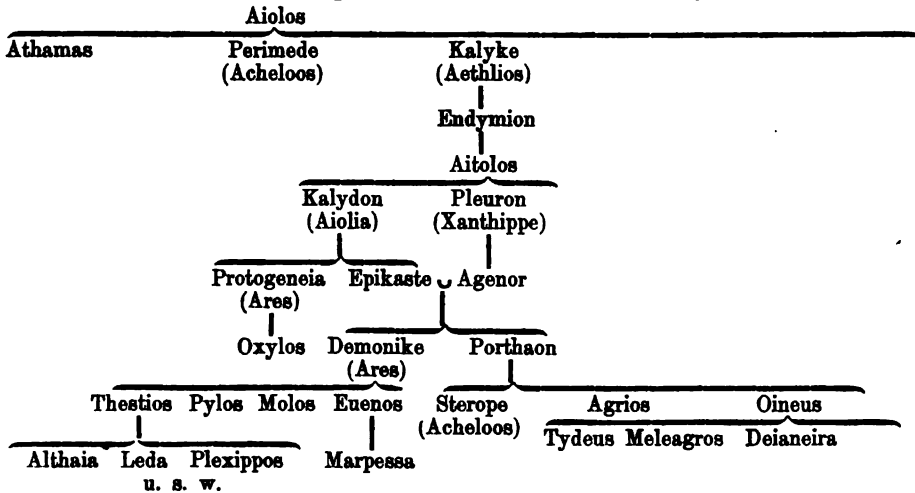 Aiolos
Athamas Perimede Kalyke
(Acheloos) (Aethlios)
Endymion
Aitolos
Kalydon Pleuron
(Aiolia) (Xanthippe)
Protogeneia Epikaste Agenor
(Ares)
Oxylos Demonike Porthaon
(Ares)
Thestios Pylos Molos Euenos Sterope Agrios Oineus
(Acheloos)
Tydeus Meleagros Deianeira
Althaia Leda Plexippos Marpessa
u. s. w.